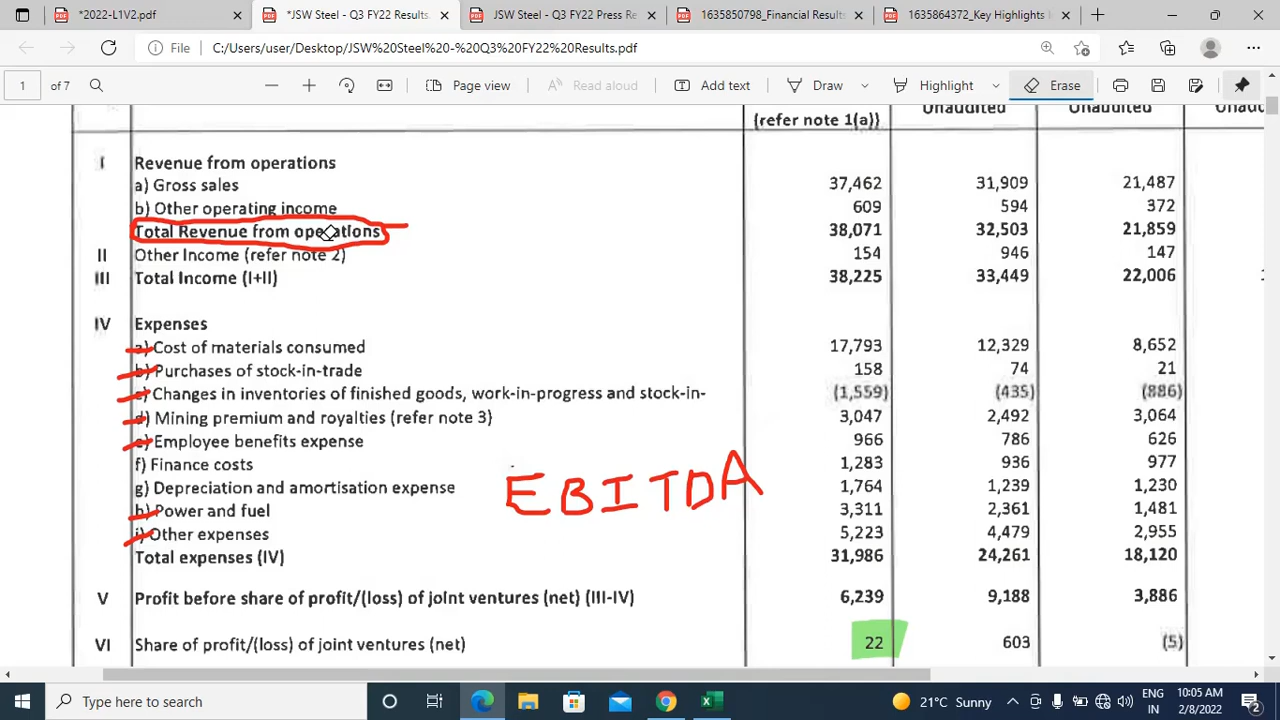 *2022-L1V2.pdf
*JSW Steel - Q3 FY22 Results.
JSW Steel - Q3 FY22 Press Re
1635850798_Financial Results
1635864372_Key Highlights I
File C:/Users/user/Desktop/JSW%20Steel%20-%20Q3%20FY22%20Results.pdf
1 of 7 Page view Read aloud Add text Draw Highlight Erase
(refer note 1(a)) Unaudited Unaudited
I Revenue from operations
a) Gross sales 37,462 31,909 21,487
b) Other operating income 609 594 372
Total Revenue from operations 38,071 32,503 21,859
II Other Income (refer note 2) 154 946 147
III Total Income (I+II) 38,225 33,449 22,006
IV Expenses
a) Cost of materials consumed 17,793 12,329 8,652
b) Purchases of stock-in-trade 158 74 21
c) Changes in inventories of finished goods, work-in-progress and stock-in- (1,559) (435) (886)
d) Mining premium and royalties (refer note 3) 3,047 2,492 3,064
e) Employee benefits expense 966 786 626
f) Finance costs 1,283 936 977
g) Depreciation and amortisation expense 1,764 1,239 1,230
EBITDA
h) Power and fuel 3,311 2,361 1,481
i) Other expenses 5,223 4,479 2,955
Total expenses (IV) 31,986 24,261 18,120
V Profit before share of profit/(loss) of joint ventures (net) (III-IV) 6,239 9,188 3,886
VI Share of profit/(loss) of joint ventures (net) 22 603 (5)
Type here to search
21°C Sunny
ENG
IN
10:05 AM
2/8/2022
2